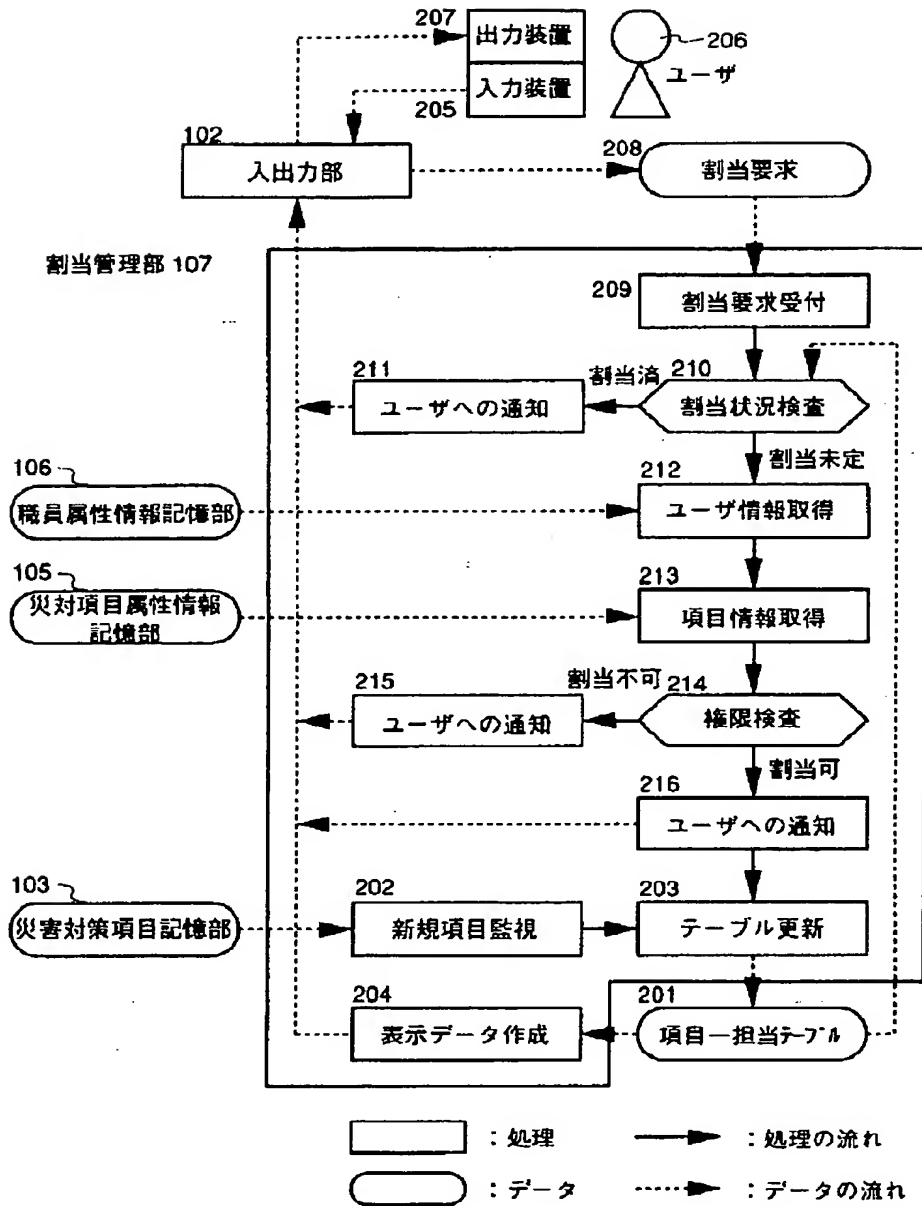 207
出力装置
206
ユーザ
入力装置
205
102
入出力部
208
割当要求
割当管理部 107
209
割当要求受付
211
割当済
210
ユーザへの通知
割当状況検査
割当未定
106
職員属性情報記憶部
212
ユーザ情報取得
105
災対項目属性情報
記憶部
213
項目情報取得
215
割当不可
214
ユーザへの通知
権限検査
割当可
216
ユーザへの通知
103
災害対策項目記憶部
202
新規項目監視
203
テーブル更新
204
表示データ作成
201
項目ー担当テーブル
：処理
：処理の流れ
：データ
：データの流れ